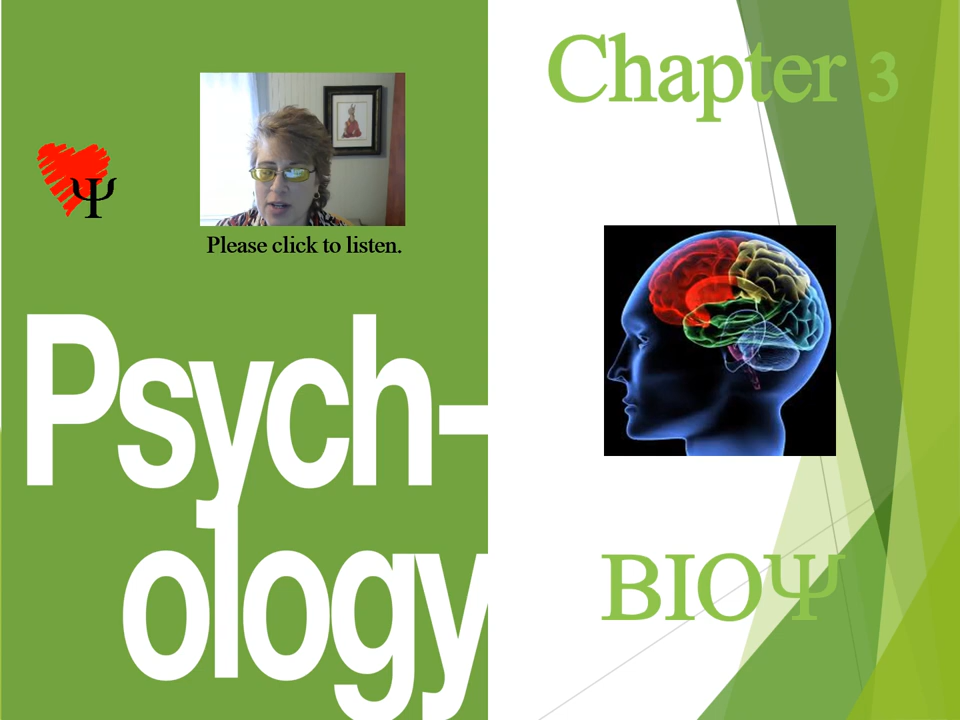 Chapter 3
Ψ
Please click to listen.
Psych-
ology
BIOΨ